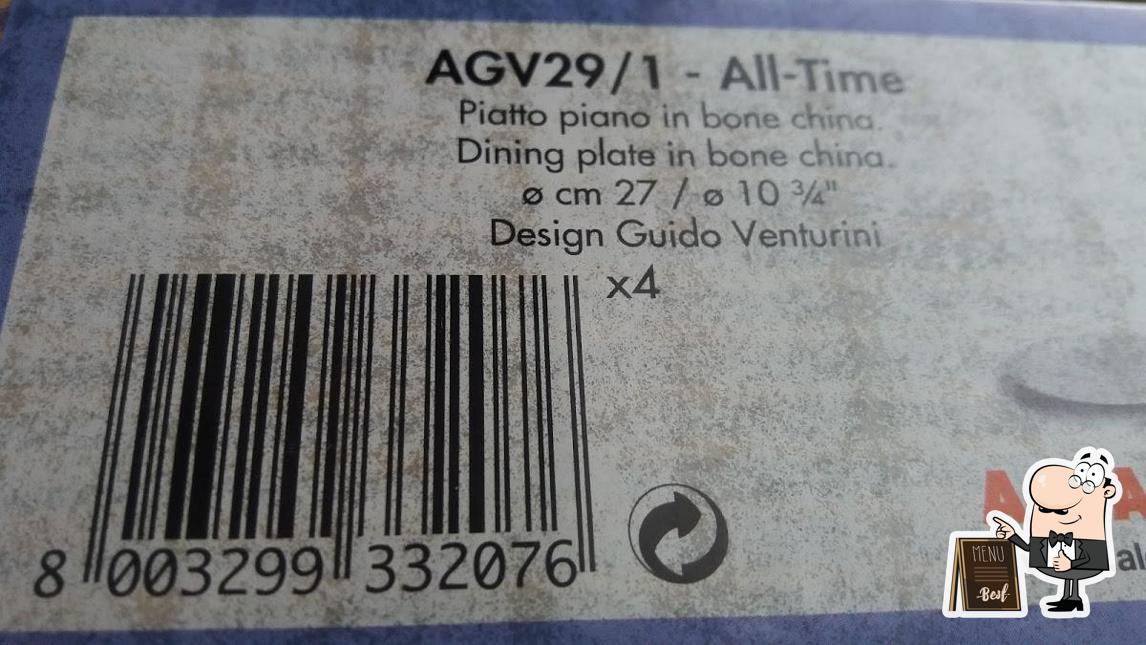 AGV29/1 - All-Time
Piatto piano in bone china.
Dining plate in bone china.
ø cm 27 / ø 10 ¾"
Design Guido Venturini
x4
8 003299 332076
MENU
Best